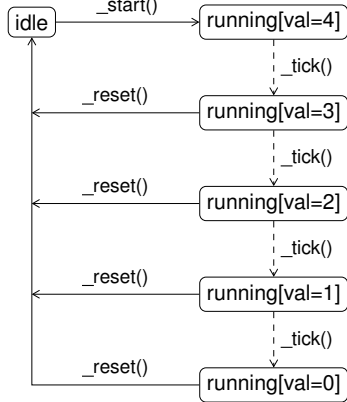 _start()
idle
running[val=4]
_tick()
_reset()
running[val=3]
_tick()
_reset()
running[val=2]
_tick()
_reset()
running[val=1]
_tick()
_reset()
running[val=0]